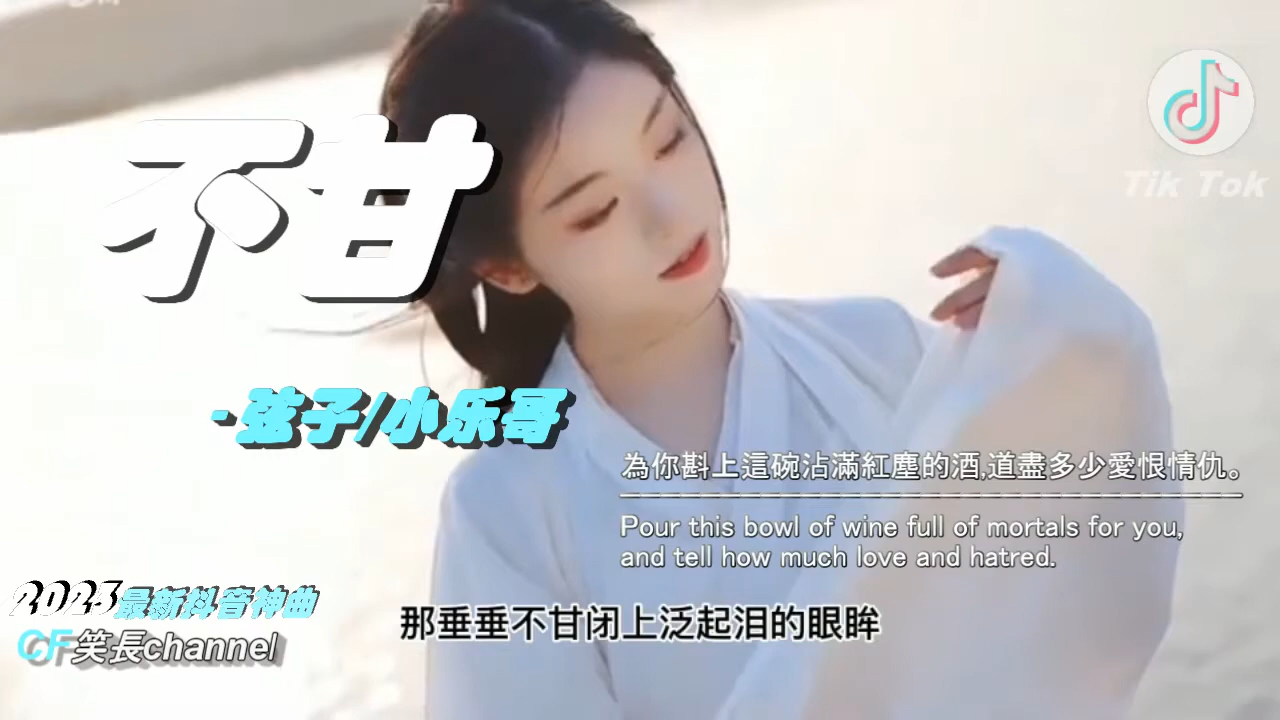 Tik Tok
不甘
-弦子/小乐哥
為你斟上這碗沾滿紅塵的酒,道盡多少愛恨情仇。
Pour this bowl of wine full of mortals for you,
and tell how much love and hatred.
2023最新抖音神曲
那垂垂不甘闭上泛起泪的眼眸
CF笑長channel